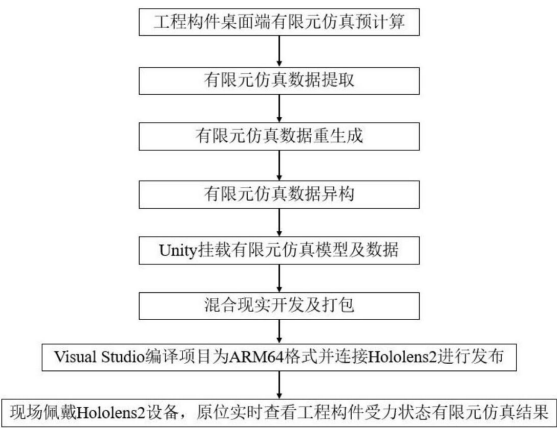 工程构件桌面端有限元仿真预计算
有限元仿真数据提取
有限元仿真数据重生成
有限元仿真数据异构
Unity挂载有限元仿真模型及数据
混合现实开发及打包
Visual Studio编译项目为ARM64格式并连接Hololens2进行发布
现场佩戴Hololens2设备，原位实时查看工程构件受力状态有限元仿真结果